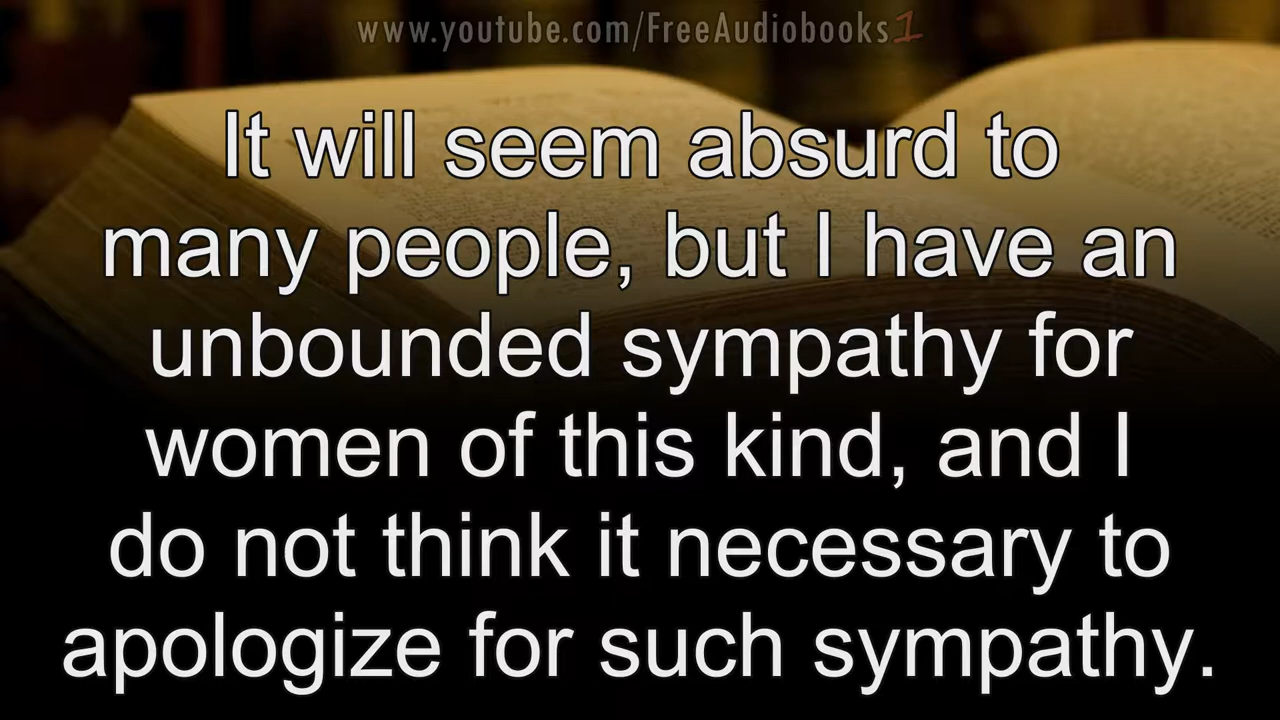 www.youtube.com/FreeAudiobooks1
It will seem absurd to
many people, but I have an
unbounded sympathy for
women of this kind, and I
do not think it necessary to
apologize for such sympathy.